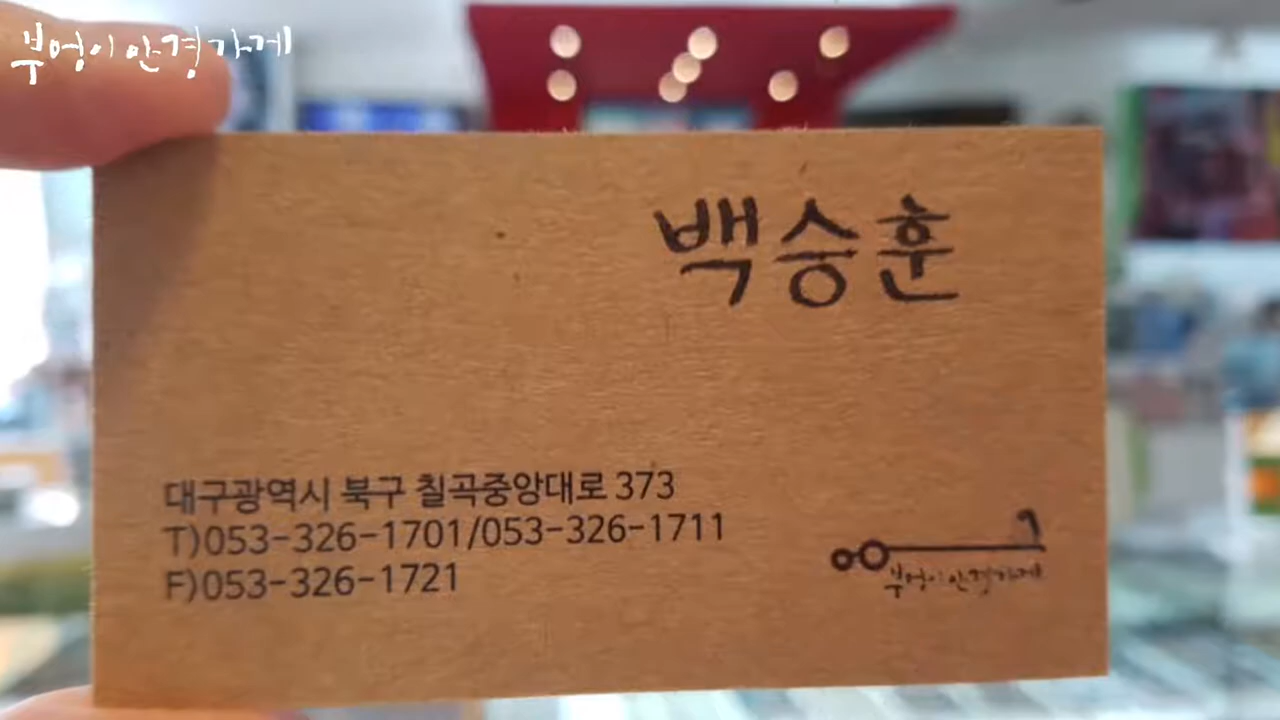 부엉이안경가게
백승훈
대구광역시 북구 칠곡중앙대로 373
T)053-326-1701/053-326-1711
F)053-326-1721
부엉이안경가게